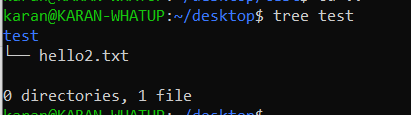 karan@KARAN-WHATUP:~/desktop$ tree test
test
└── hello2.txt
0 directories, 1 file
karan@KARAN-WHATUP:~/desktop$